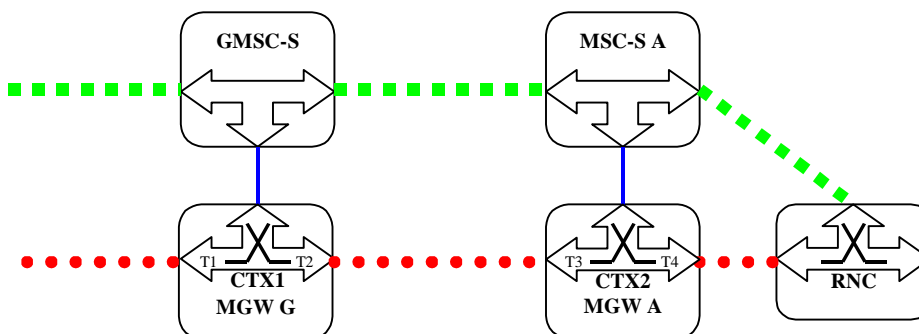 GMSC-S
MSC-S A
T1 T2
CTX1
MGW G
T3 T4
CTX2
MGW A
RNC